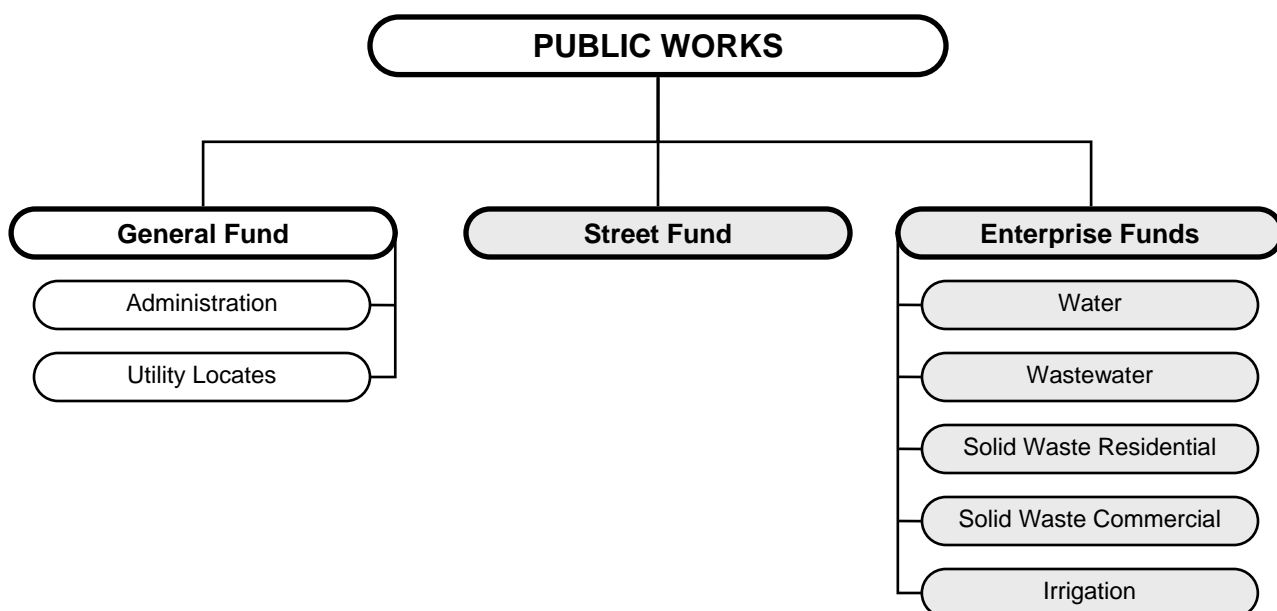 PUBLIC WORKS
General Fund
Administration
Utility Locates
Street Fund
Enterprise Funds
Water
Wastewater
Solid Waste Residential
Solid Waste Commercial
Irrigation